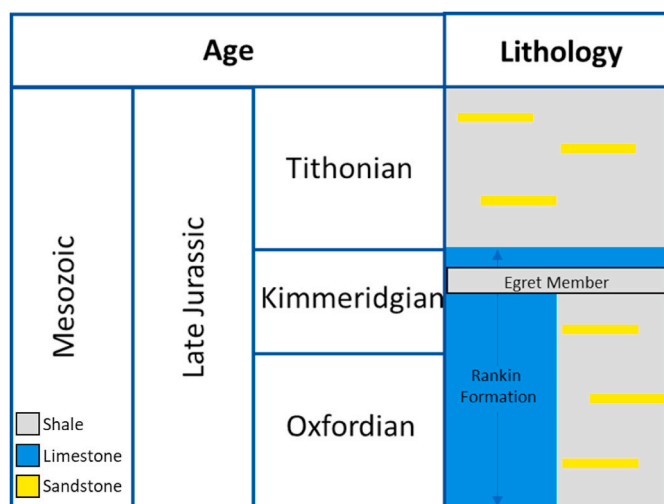 Age
Lithology
Mesozoic
Late Jurassic
Tithonian
Kimmeridgian
Oxfordian
Egret Member
Rankin
Formation
Shale
Limestone
Sandstone